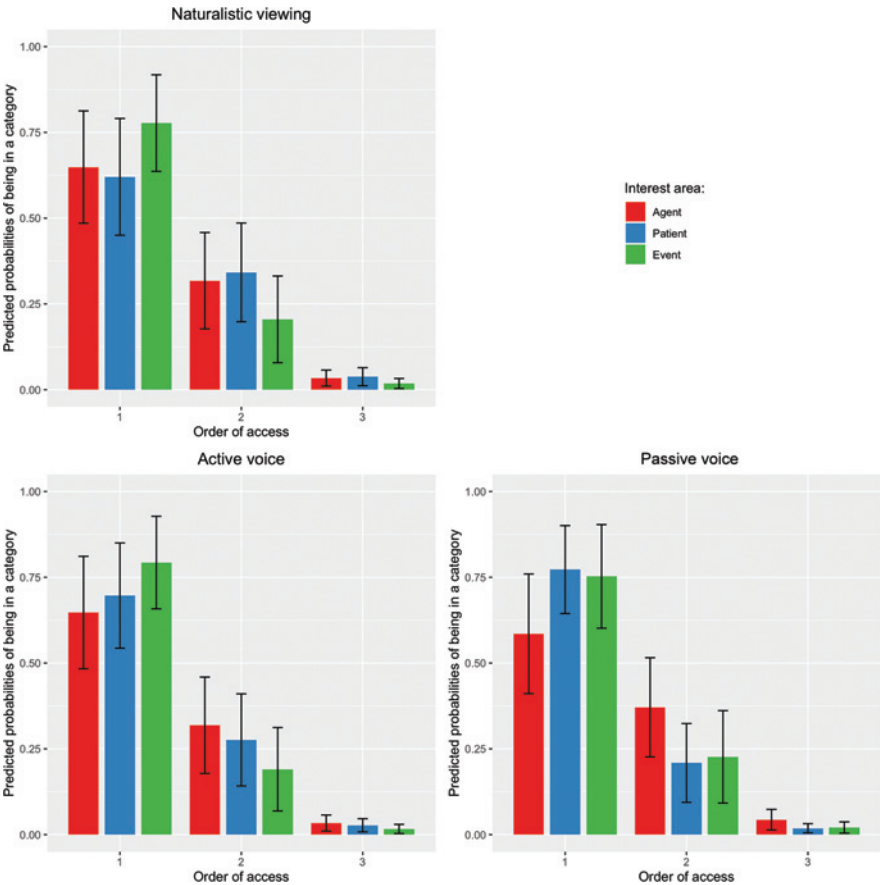 Naturalistic viewing
Predicted probabilities of being in a category
1.00
0.75
0.50
0.25
0.00
1 2 3
Order of access
Interest area:
Agent
Patient
Event
Active voice
Predicted probabilities of being in a category
1.00
0.75
0.50
0.25
0.00
1 2 3
Order of access
Passive voice
Predicted probabilities of being in a category
1.00
0.75
0.50
0.25
0.00
1 2 3
Order of access